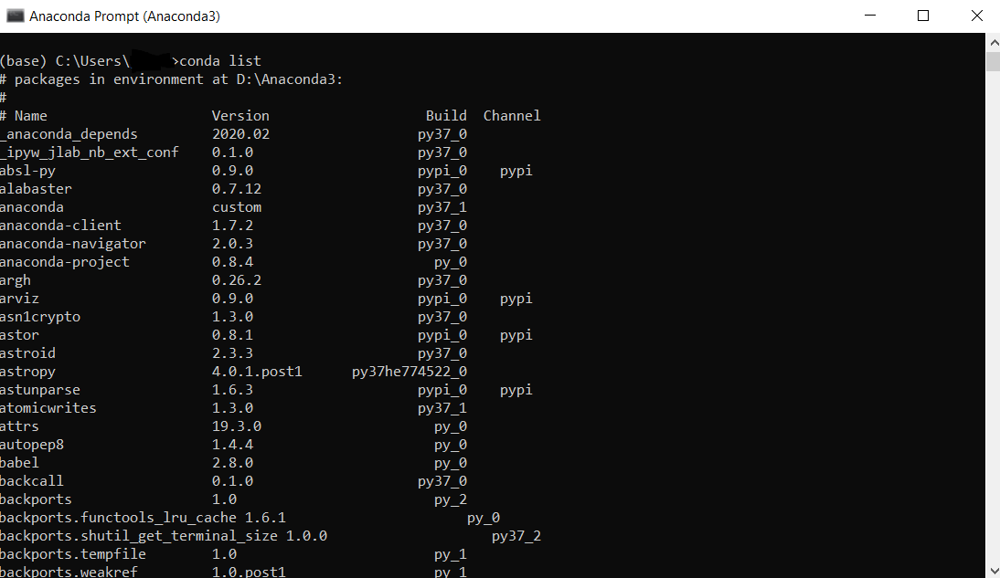 Anaconda Prompt (Anaconda3)
(base) C:\Users\ >conda list
# packages in environment at D:\Anaconda3:
#
# Name Version Build Channel
_anaconda_depends 2020.02 py37_0
_ipyw_jlab_nb_ext_conf 0.1.0 py37_0
absl-py 0.9.0 pypi_0 pypi
alabaster 0.7.12 py37_0
anaconda custom py37_1
anaconda-client 1.7.2 py37_0
anaconda-navigator 2.0.3 py37_0
anaconda-project 0.8.4 py_0
argh 0.26.2 py37_0
arviz 0.9.0 pypi_0 pypi
asn1crypto 1.3.0 py37_0
astor 0.8.1 pypi_0 pypi
astroid 2.3.3 py37_0
astropy 4.0.1.post1 py37he774522_0
astunparse 1.6.3 pypi_0 pypi
atomicwrites 1.3.0 py37_1
attrs 19.3.0 py_0
autopep8 1.4.4 py_0
babel 2.8.0 py_0
backcall 0.1.0 py37_0
backports 1.0 py_2
backports.functools_lru_cache 1.6.1 py_0
backports.shutil_get_terminal_size 1.0.0 py37_2
backports.tempfile 1.0 py_1
backports.weakref 1.0.post1 py_1